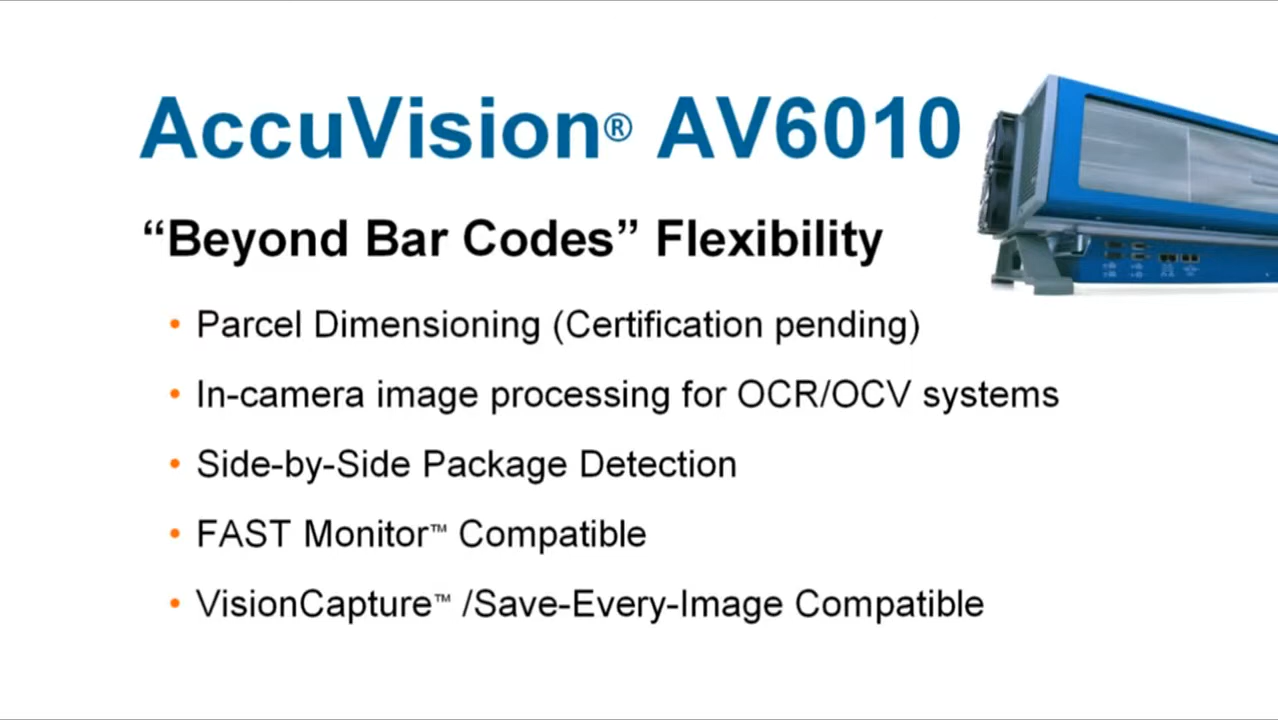 AccuVision® AV6010
“Beyond Bar Codes” Flexibility
• Parcel Dimensioning (Certification pending)
• In-camera image processing for OCR/OCV systems
• Side-by-Side Package Detection
• FAST Monitor™ Compatible
• VisionCapture™ /Save-Every-Image Compatible